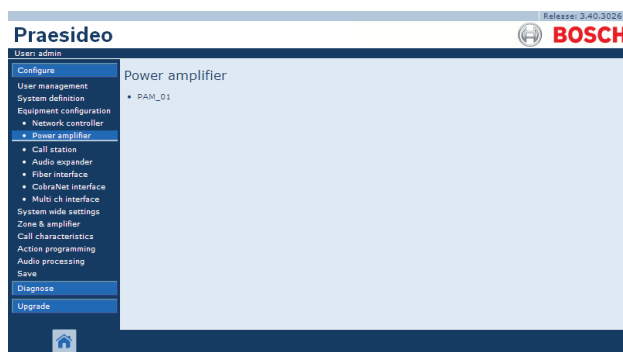 Release: 3.40.3026
Praesideo
BOSCH
User: admin
Configure
User management
System definition
Equipment configuration
• Network controller
• Power amplifier
• Call station
• Audio expander
• Fiber interface
• CobraNet interface
• Multi ch interface
System wide settings
Zone & amplifier
Call characteristics
Action programming
Audio processing
Save
Diagnose
Upgrade
Power amplifier
• PAM_01